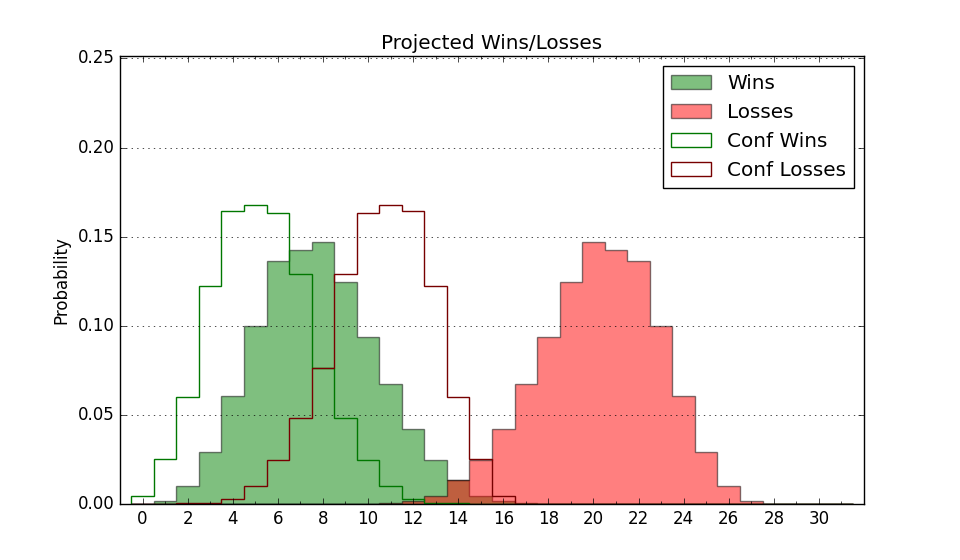 Projected Wins/Losses
0.25
0.20
0.15
0.10
0.05
0.00
Probability
Wins
Losses
Conf Wins
Conf Losses
0 2 4 6 8 10 12 14 16 18 20 22 24 26 28 30